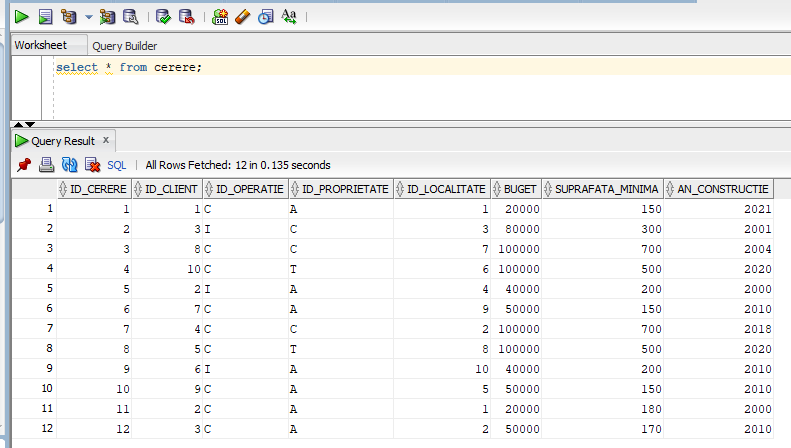 SQL
Aa
Worksheet Query Builder
select * from cerere;
Query Result x
SQL | All Rows Fetched: 12 in 0.135 seconds
ID_CERERE ID_CLIENT ID_OPERATIE ID_PROPRIETATE ID_LOCALITATE BUGET SUPRAFATA_MINIMA AN_CONSTRUCTIE
1 1 1 C A 1 20000 150 2021
2 2 3 I C 3 80000 300 2001
3 3 8 C C 7 100000 700 2004
4 4 10 C T 6 100000 500 2020
5 5 2 I A 4 40000 200 2000
6 6 7 C A 9 50000 150 2010
7 7 4 C C 2 100000 700 2018
8 8 5 C T 8 100000 500 2020
9 9 6 I A 10 40000 200 2010
10 10 9 C A 5 50000 150 2010
11 11 2 C A 1 20000 180 2000
12 12 3 C A 2 50000 170 2010